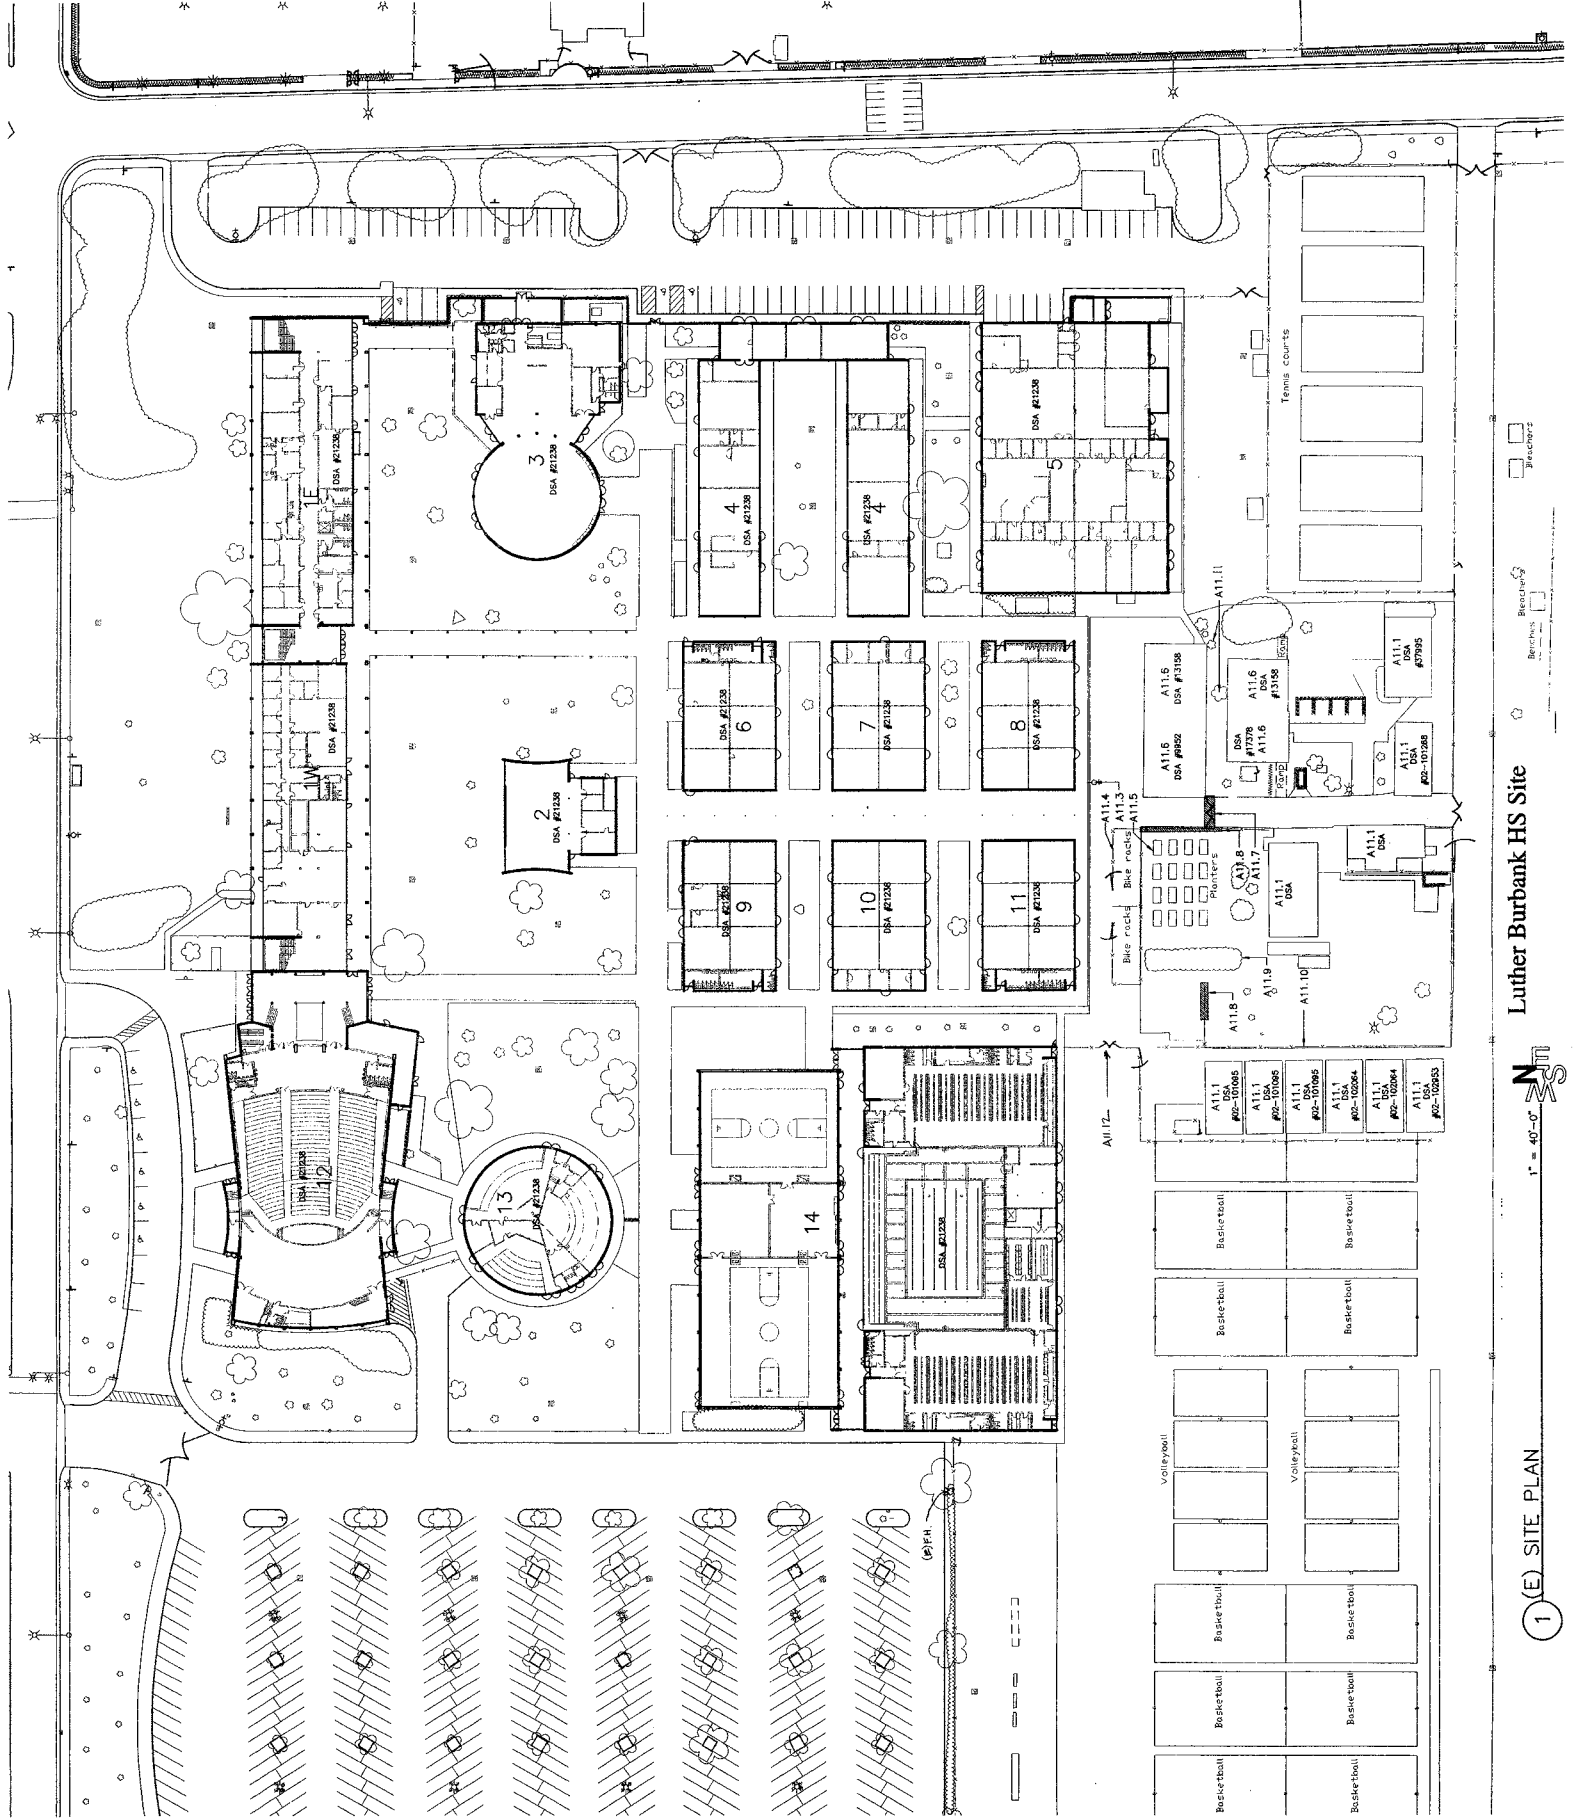 1E
DSA #21238
1W
DSA #21238
DSA #21238
12
13
DSA #21238
2
DSA #21238
3
DSA #21238
4
DSA #21238
4
DSA #21238
5
DSA #21238
DSA #21238
6
7
DSA #21238
8
DSA #21238
9
DSA #21238
10
DSA #21238
11
DSA #21238
14
DSA #21238
(E)F.H.
A11.12
A11.4
A11.3
A11.5
Bike racks
Bike racks
Planters
A11.8
A11.7
A11.8
A11.9
A11.10
A11.11
A11.6
DSA #9952
A11.6
DSA #13158
DSA
#17378
A11.6
A11.6
DSA
#13158
Ramp
Ramp
A11.1
DSA
A11.1
DSA
A11.1
DSA
#02-101268
A11.1
DSA
#37995
A11.1
DSA
#02-101095
A11.1
DSA
#02-101095
A11.1
DSA
#02-101095
A11.1
DSA
#02-102064
A11.1
DSA
#02-102064
A11.1
DSA
#02-102953
Tennis courts
Basketball
Basketball
Basketball
Basketball
Volleyball
Volleyball
Basketball
Basketball
Basketball
Basketball
Basketball
Basketball
Bleachers
Bleachers
Benches
Luther Burbank HS Site
N
1
(E) SITE PLAN
1" = 40'-0"